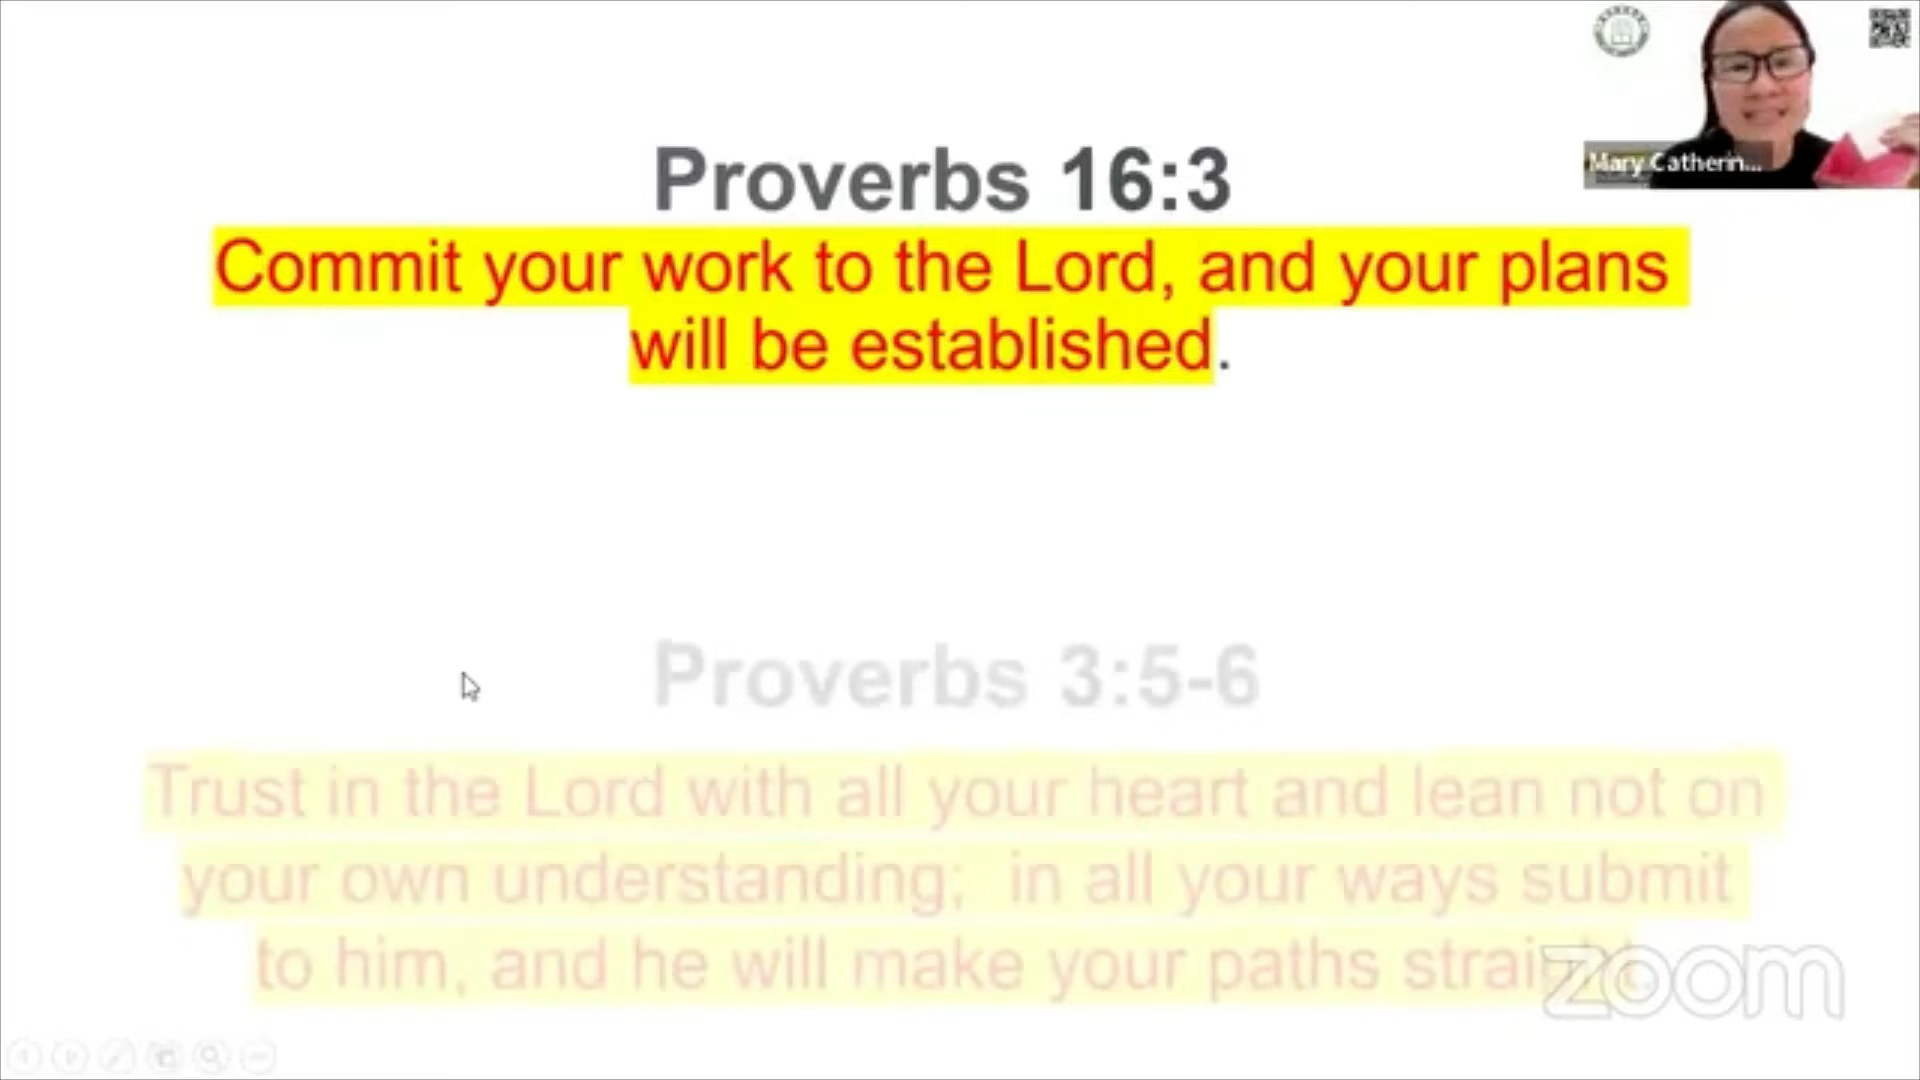 Mary Catherin...
Proverbs 16:3
Commit your work to the Lord, and your plans
will be established.
Proverbs 3:5-6
Trust in the Lord with all your heart and lean not on
your own understanding; in all your ways submit
to him, and he will make your paths straight.
zoom